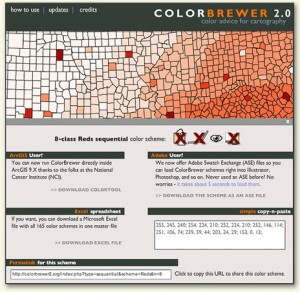 how to use | updates | credits
COLORBREWER 2.0
color advice for cartography
8-class Reds sequential color scheme:
ArcGIS User?
You can now run ColorBrewer directly inside
ArcGIS 9.X thanks to the folks at the National
Cancer Institute (NCI).
>> DOWNLOAD COLORTOOL
Adobe User?
We now offer Adobe Swatch Exchange (ASE) files so you
can load ColorBrewer schemes right into Illustrator,
Photoshop, and so on. Never used an ASE before? No
worries - it takes about 5 seconds to load them.
>> DOWNLOAD THE SCHEME AS AN ASE FILE
Excel spreadsheet
If you want, you can download a Microsoft Excel
file with all 165 color schemes in one master file
>> DOWNLOAD EXCEL FILE
simple copy-n-paste
255, 245, 240; 254, 224, 210; 252, 224, 210; 252, 146, 114;
251, 106, 74; 239, 59, 44; 203, 24, 29; 153, 0, 13;
Permalink for this scheme
http://colorbrewer2.org/index.php?type=sequential&scheme=Reds&n=8
Click to copy this URL to share this color scheme.